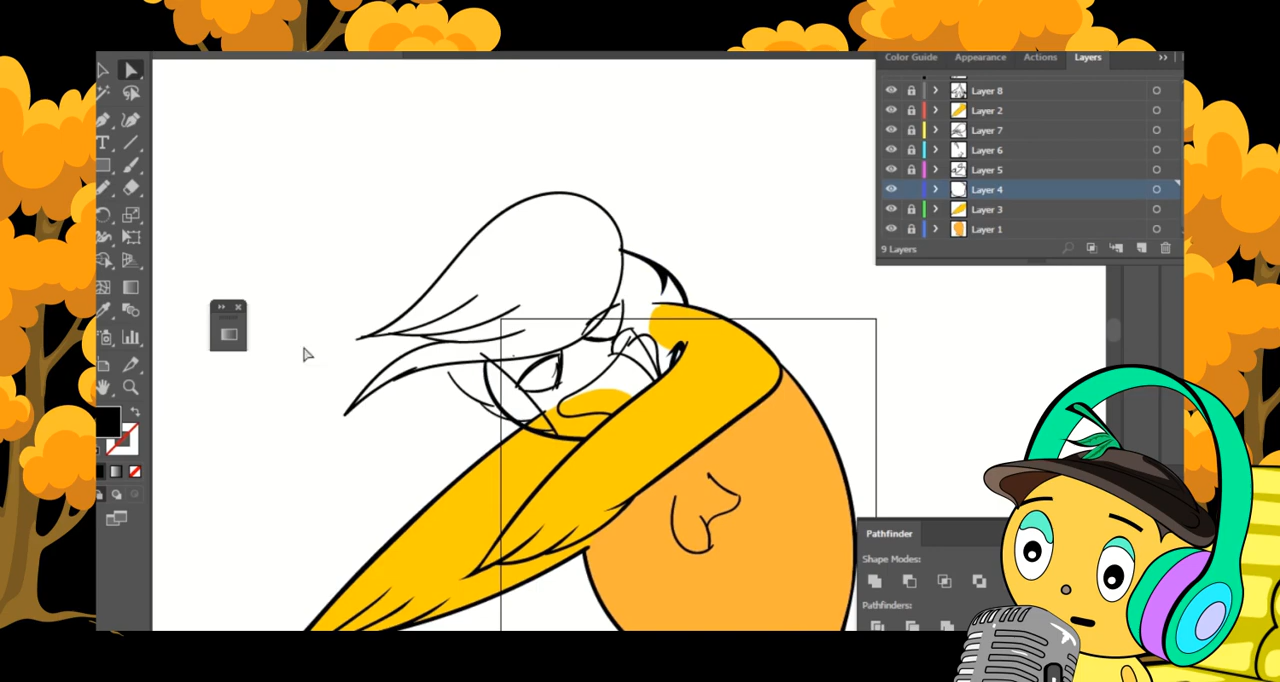 Color Guide Appearance Actions Layers
Layer 8
Layer 2
Layer 7
Layer 6
Layer 5
Layer 4
Layer 3
Layer 1
9 Layers
Pathfinder
Shape Modes:
Pathfinders: